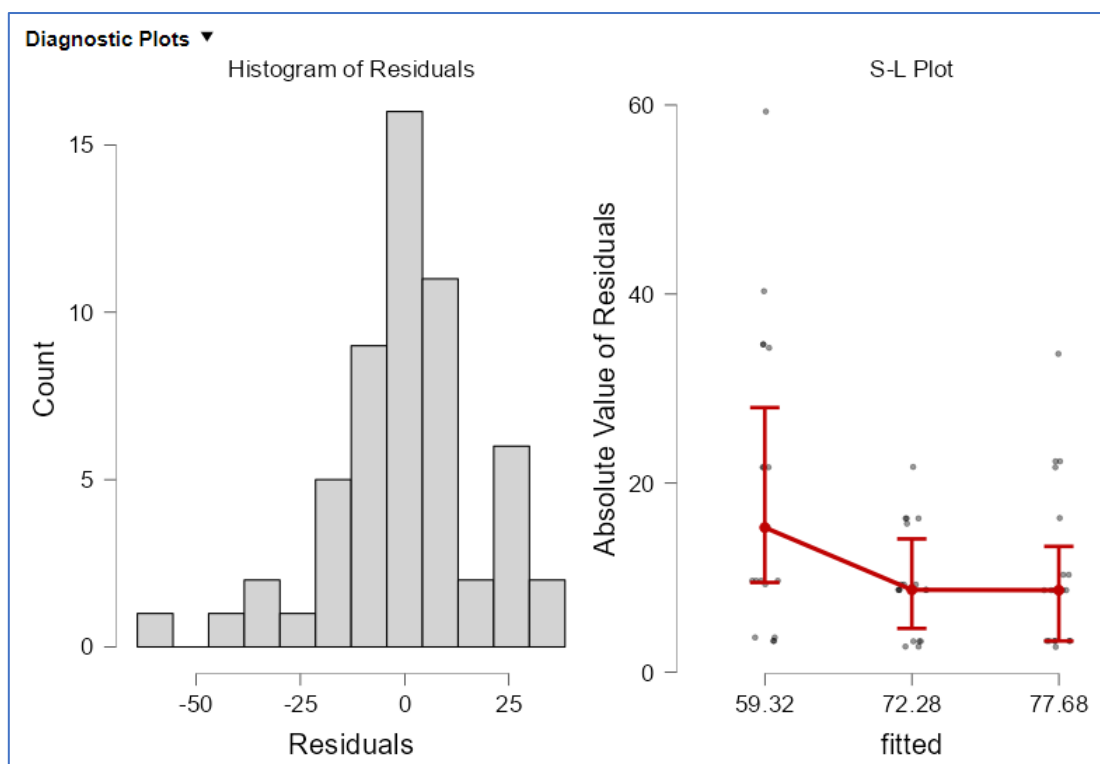 Diagnostic Plots ▼
Histogram of Residuals
Count
15
10
5
0
-50 -25 0 25
Residuals
S-L Plot
Absolute Value of Residuals
60
40
20
0
59.32 72.28 77.68
fitted